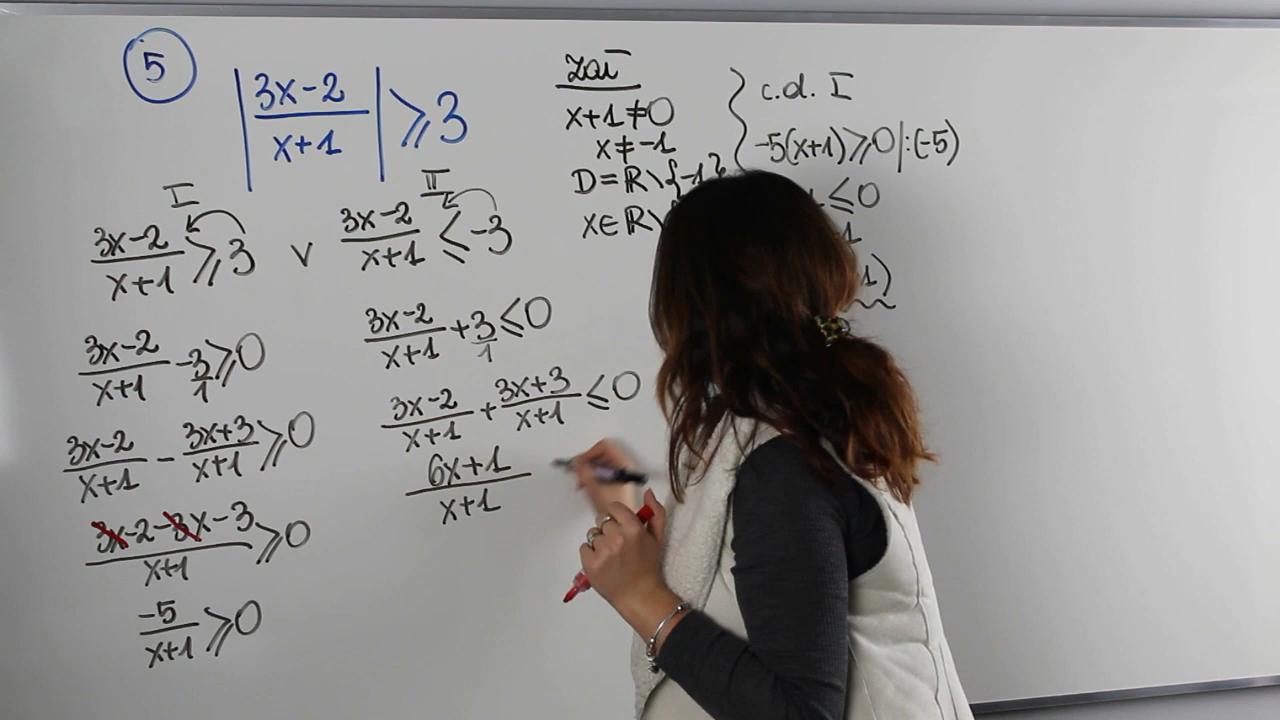 5
|3x-2 / x+1| ⩾ 3
I
3x-2 / x+1 ⩾ 3
v
II
3x-2 / x+1 ≤ -3
3x-2 / x+1 - 3/1 ⩾ 0
3x-2 / x+1 - 3x+3 / x+1 ⩾ 0
3x-2-3x-3 / x+1 ⩾ 0
-5 / x+1 ⩾ 0
3x-2 / x+1 + 3/1 ≤ 0
3x-2 / x+1 + 3x+3 / x+1 ≤ 0
6x+1 / x+1
x+1≠0
x≠-1
D=ℝ\{-1}
x∈ℝ\
c.d. I
-5(x+1)⩾0 |:(-5)
≤0
1
1)